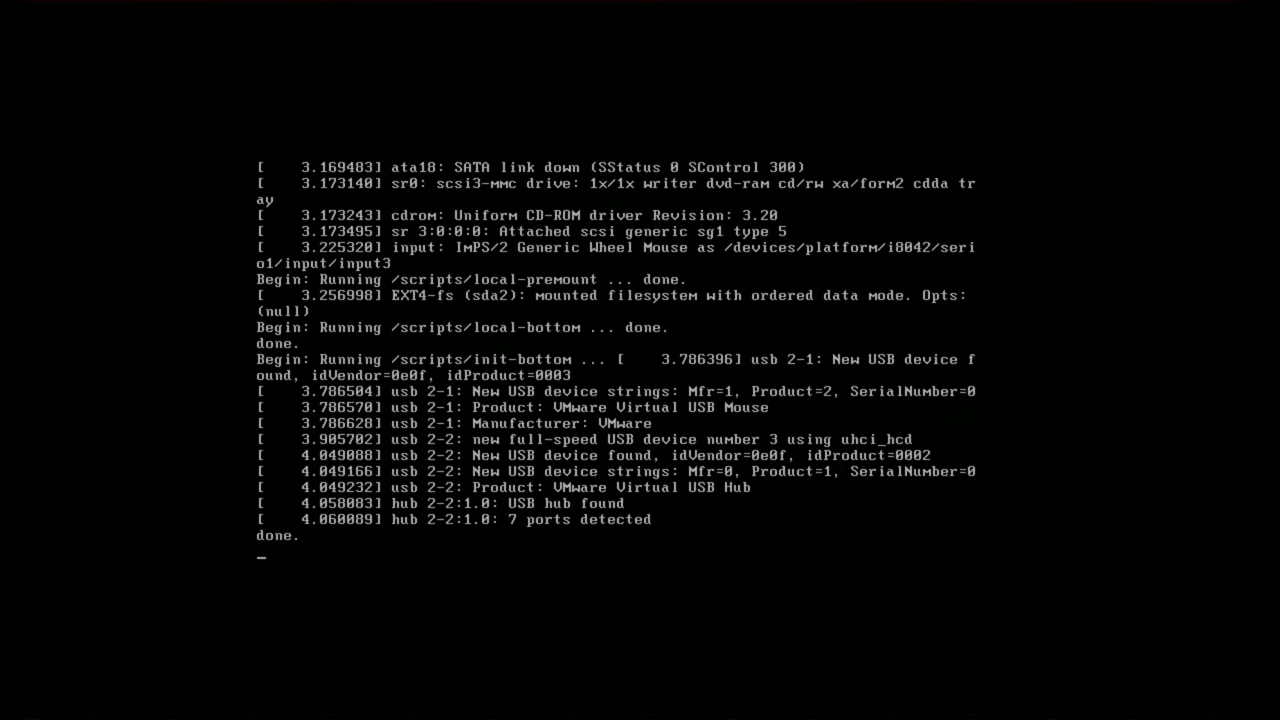 [    3.169483] ata18: SATA link down (SStatus 0 SControl 300)
[    3.173140] sr0: scsi3-mmc drive: 1x/1x writer dvd-ram cd/rw xa/form2 cdda tr
ay
[    3.173243] cdrom: Uniform CD-ROM driver Revision: 3.20
[    3.173495] sr 3:0:0:0: Attached scsi generic sg1 type 5
[    3.225320] input: ImPS/2 Generic Wheel Mouse as /devices/platform/i8042/seri
o1/input/input3
Begin: Running /scripts/local-premount ... done.
[    3.256998] EXT4-fs (sda2): mounted filesystem with ordered data mode. Opts:
(null)
Begin: Running /scripts/local-bottom ... done.
done.
Begin: Running /scripts/init-bottom ... [    3.786396] usb 2-1: New USB device f
ound, idVendor=0e0f, idProduct=0003
[    3.786504] usb 2-1: New USB device strings: Mfr=1, Product=2, SerialNumber=0
[    3.786570] usb 2-1: Product: VMware Virtual USB Mouse
[    3.786628] usb 2-1: Manufacturer: VMware
[    3.905702] usb 2-2: new full-speed USB device number 3 using uhci_hcd
[    4.049088] usb 2-2: New USB device found, idVendor=0e0f, idProduct=0002
[    4.049166] usb 2-2: New USB device strings: Mfr=0, Product=1, SerialNumber=0
[    4.049232] usb 2-2: Product: VMware Virtual USB Hub
[    4.058083] hub 2-2:1.0: USB hub found
[    4.060089] hub 2-2:1.0: 7 ports detected
done.
_